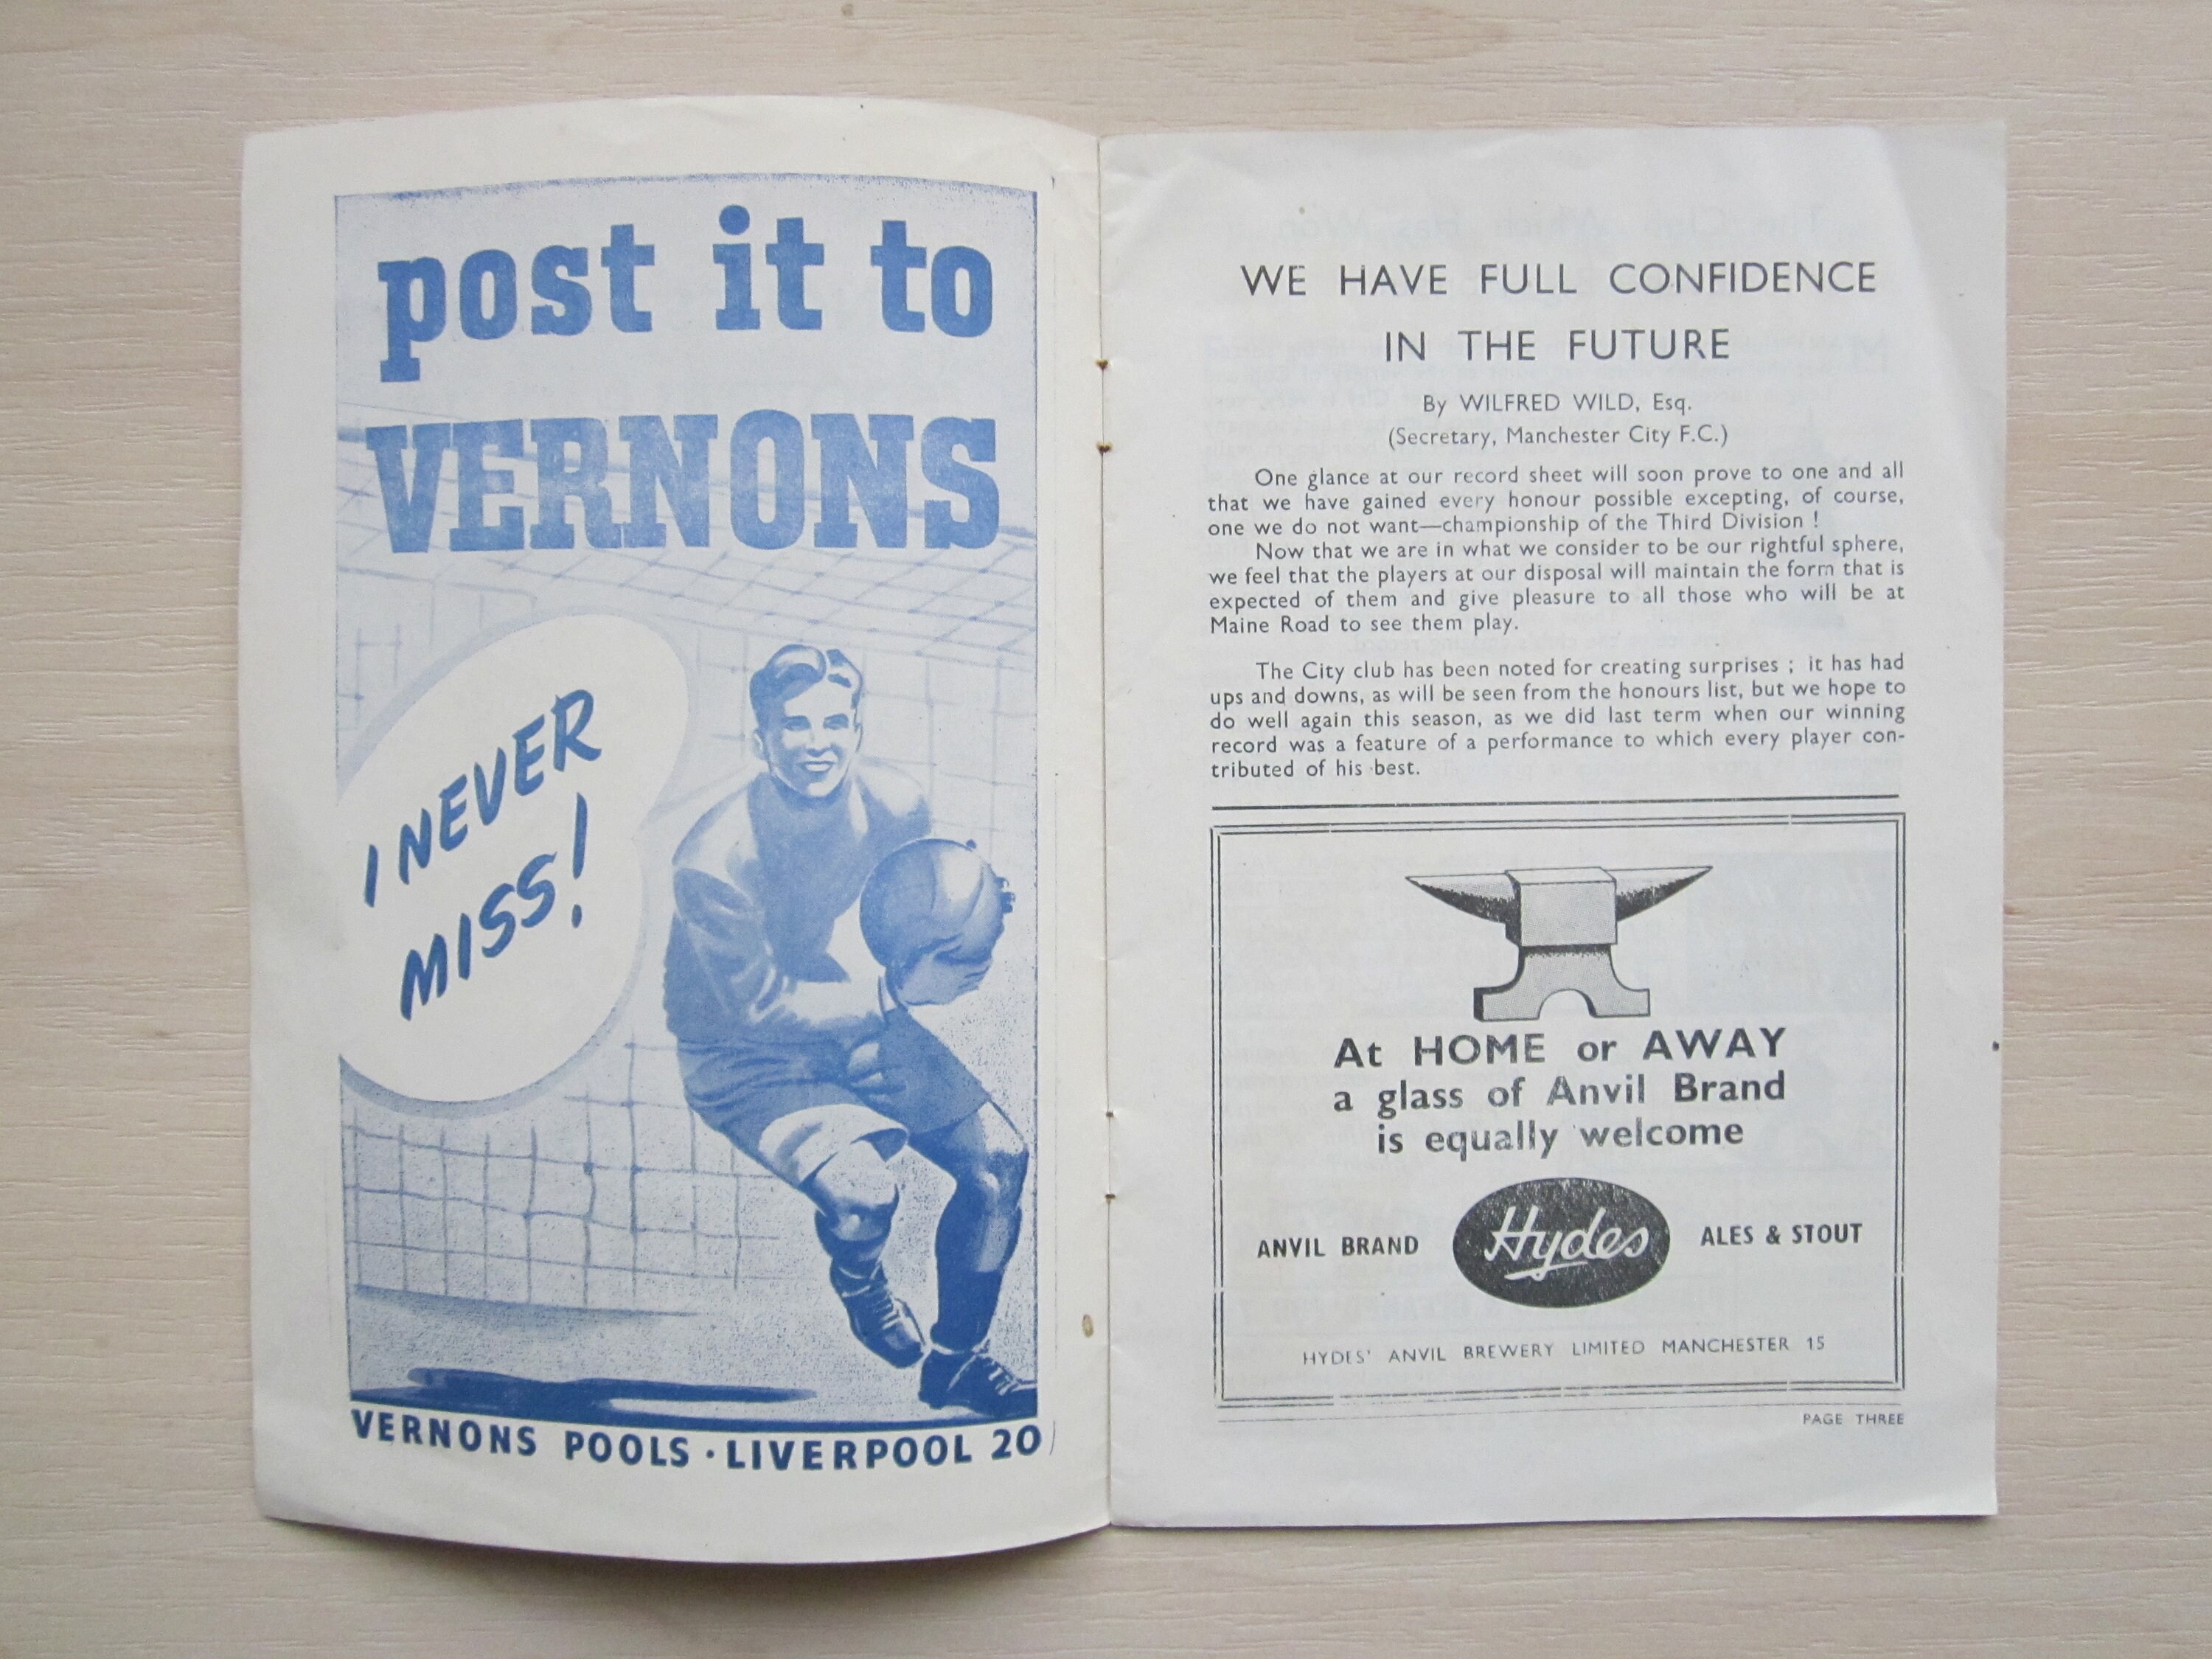 post it to
VERNONS
I NEVER
MISS!
VERNONS POOLS · LIVERPOOL 20
WE HAVE FULL CONFIDENCE
IN THE FUTURE
By WILFRED WILD, Esq.
(Secretary, Manchester City F.C.)
One glance at our record sheet will soon prove to one and all
that we have gained every honour possible excepting, of course,
one we do not want—championship of the Third Division !
Now that we are in what we consider to be our rightful sphere,
we feel that the players at our disposal will maintain the form that is
expected of them and give pleasure to all those who will be at
Maine Road to see them play.
The City club has been noted for creating surprises ; it has had
ups and downs, as will be seen from the honours list, but we hope to
do well again this season, as we did last term when our winning
record was a feature of a performance to which every player con-
tributed of his best.
At HOME or AWAY
a glass of Anvil Brand
is equally welcome
ANVIL BRAND Hydes ALES & STOUT
HYDES' ANVIL BREWERY LIMITED MANCHESTER 15
PAGE THREE